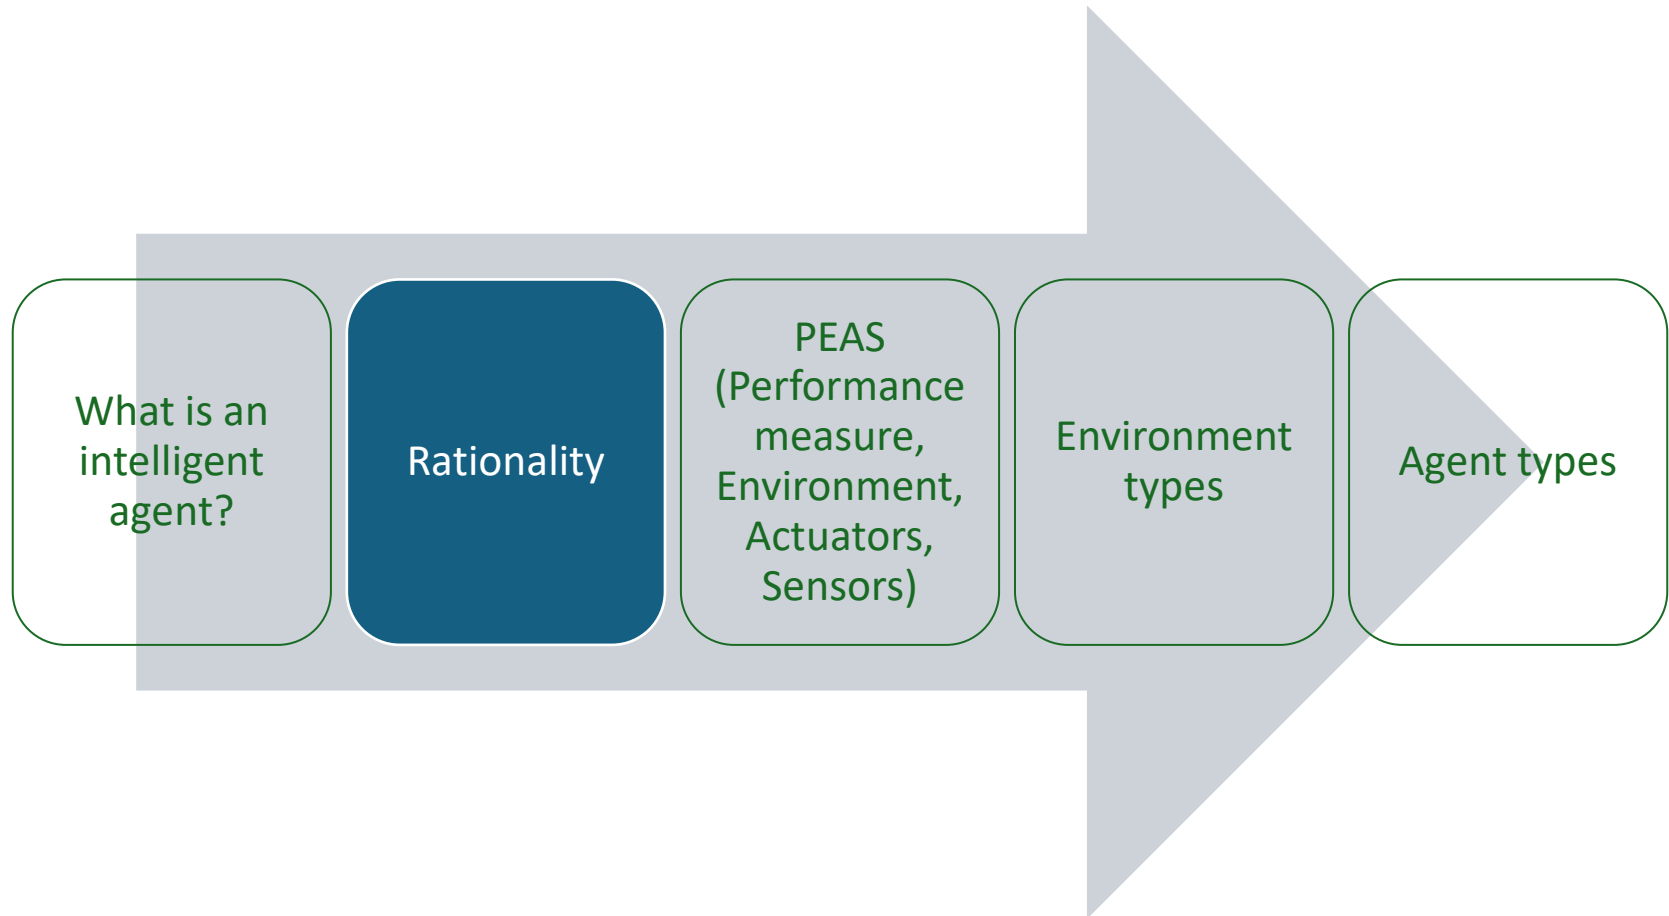 What is an
intelligent
agent?
Rationality
PEAS
(Performance
measure,
Environment,
Actuators,
Sensors)
Environment
types
Agent types